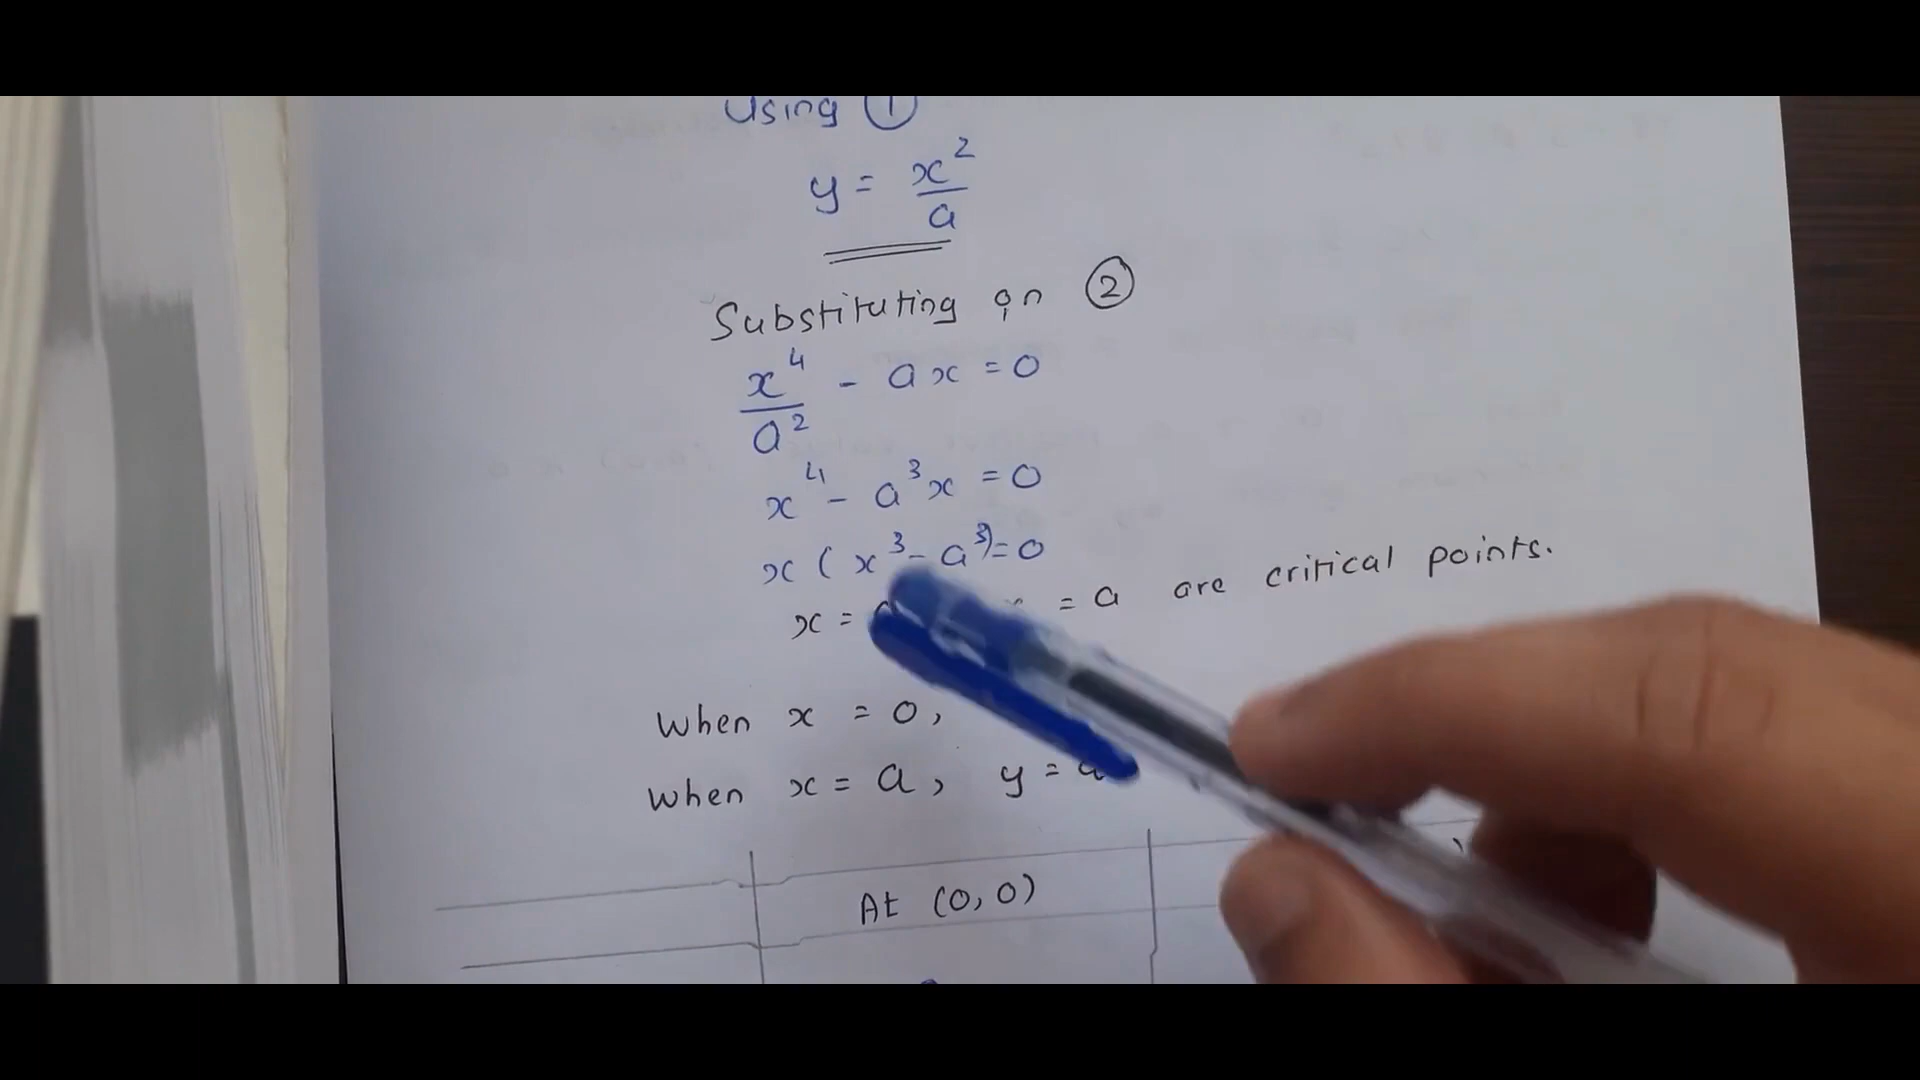 Using ①
y = x²/a
Substituting in ②
x⁴/a² - ax = 0
x⁴ - a³x = 0
x (x³ - a³) = 0
x = = a are critical points.
When x = 0,
When x = a, y = a
At (0,0)